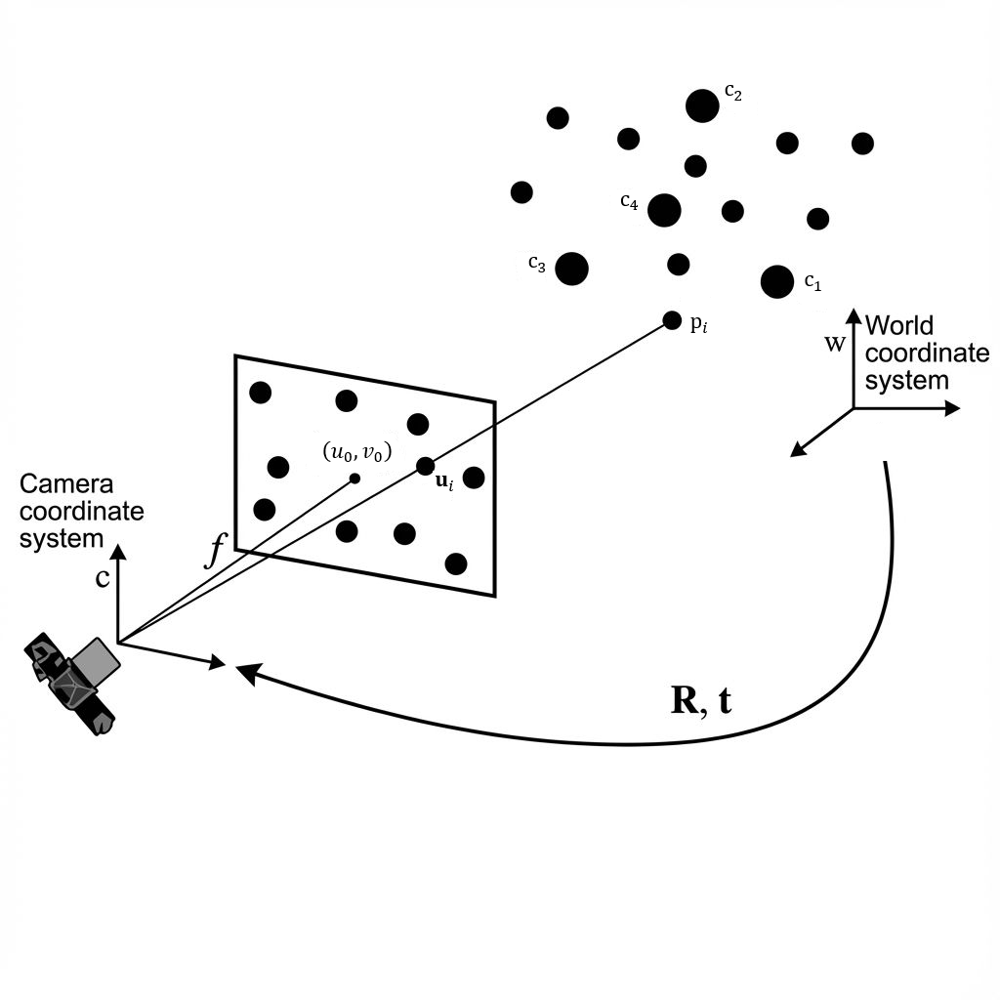 c₂
c₄
c₃
c₁
pᵢ
w
World
coordinate
system
(u₀, v₀)
uᵢ
Camera
coordinate
system
f
c
R, t